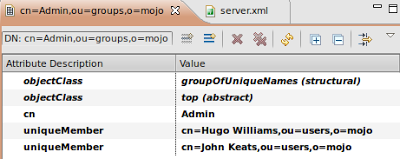 cn=Admin,ou=groups,o=mojo server.xml
DN: cn=Admin,ou=groups,o=mojo
Attribute Description Value
objectClass groupOfUniqueNames (structural)
objectClass top (abstract)
cn Admin
uniqueMember cn=Hugo Williams,ou=users,o=mojo
uniqueMember cn=John Keats,ou=users,o=mojo